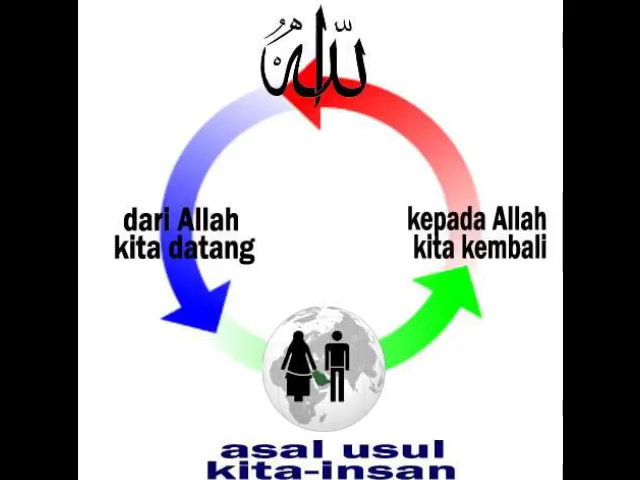 الله
dari Allah
kita datang
kepada Allah
kita kembali
asal usul
kita-insan